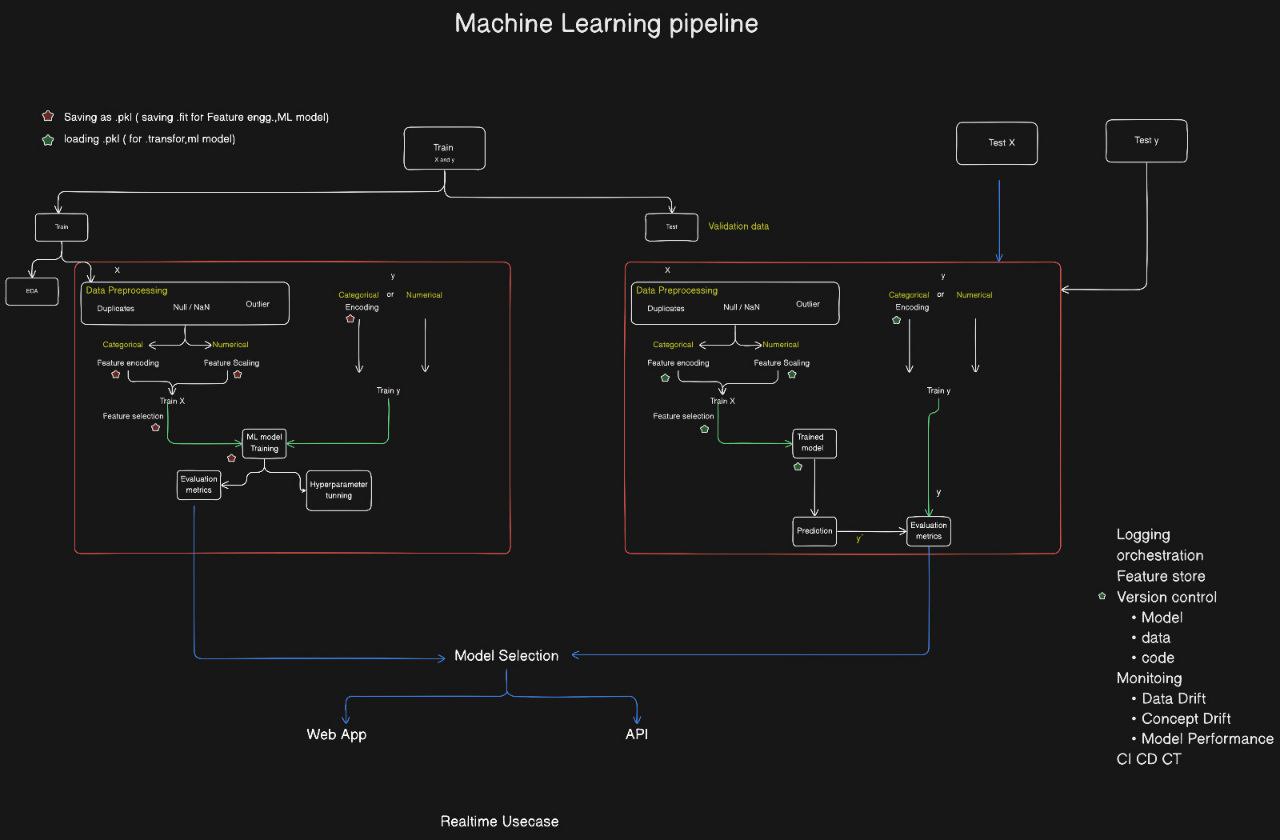 Machine Learning pipeline
Saving as .pkl ( saving .fit for Feature engg.,ML model)
loading .pkl ( for .transfor,ml model)
Train
X and y
Test X
Test y
Train
Test
Validation data
EDA
X
y
Data Preprocessing
Duplicates
Null / NaN
Outlier
Categorical or Numerical
Encoding
Categorical
Numerical
Feature encoding
Feature Scaling
Train X
Train y
Feature selection
ML model
Training
Evaluation
metrics
Hyperparameter
tunning
X
y
Data Preprocessing
Duplicates
Null / NaN
Outlier
Categorical or Numerical
Encoding
Categorical
Numerical
Feature encoding
Feature Scaling
Train X
Train y
Feature selection
Trained
model
y
Prediction
y´
Evaluation
metrics
Logging
orchestration
Feature store
Version control
• Model
• data
• code
Monitoing
• Data Drift
• Concept Drift
• Model Performance
CI CD CT
Model Selection
Web App
API
Realtime Usecase